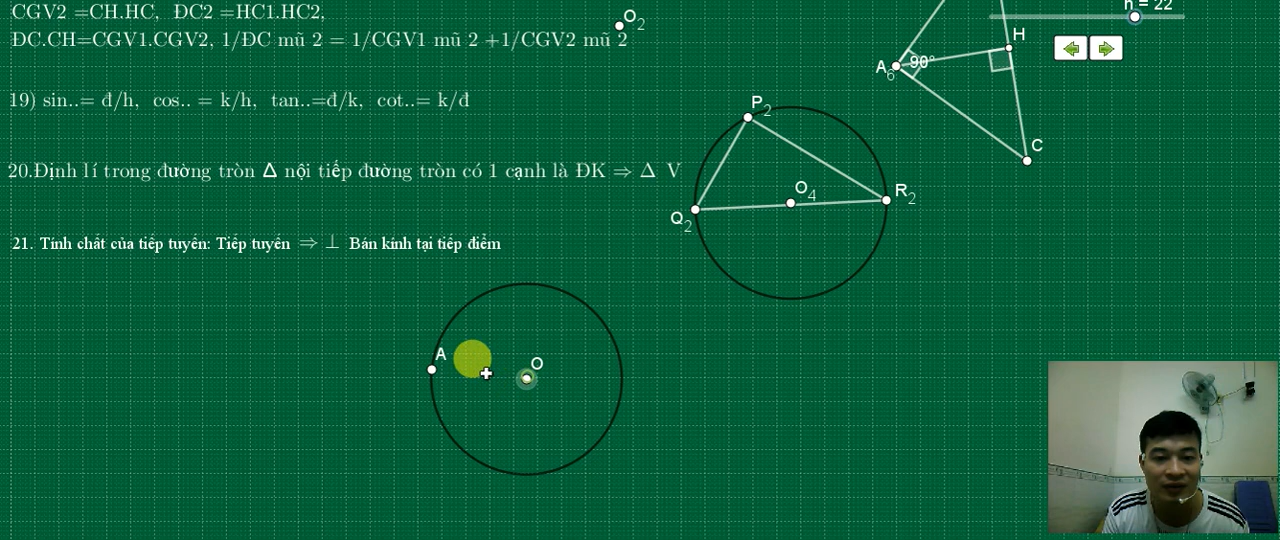 CGV2 =CH.HC, ĐC2 =HC1.HC2,
ĐC.CH=CGV1.CGV2, 1/ĐC mũ 2 = 1/CGV1 mũ 2 +1/CGV2 mũ 2
O2
n = 22
H
A6
90°
C
19) sin..= đ/h, cos.. = k/h, tan..=đ/k, cot..= k/đ
P2
20.Định lí trong đường tròn Δ nội tiếp đường tròn có 1 cạnh là ĐK ⇒ Δ V
O4
R2
Q2
21. Tính chất của tiếp tuyến: Tiếp tuyến ⇒ ⊥ Bán kính tại tiếp điểm
A
O